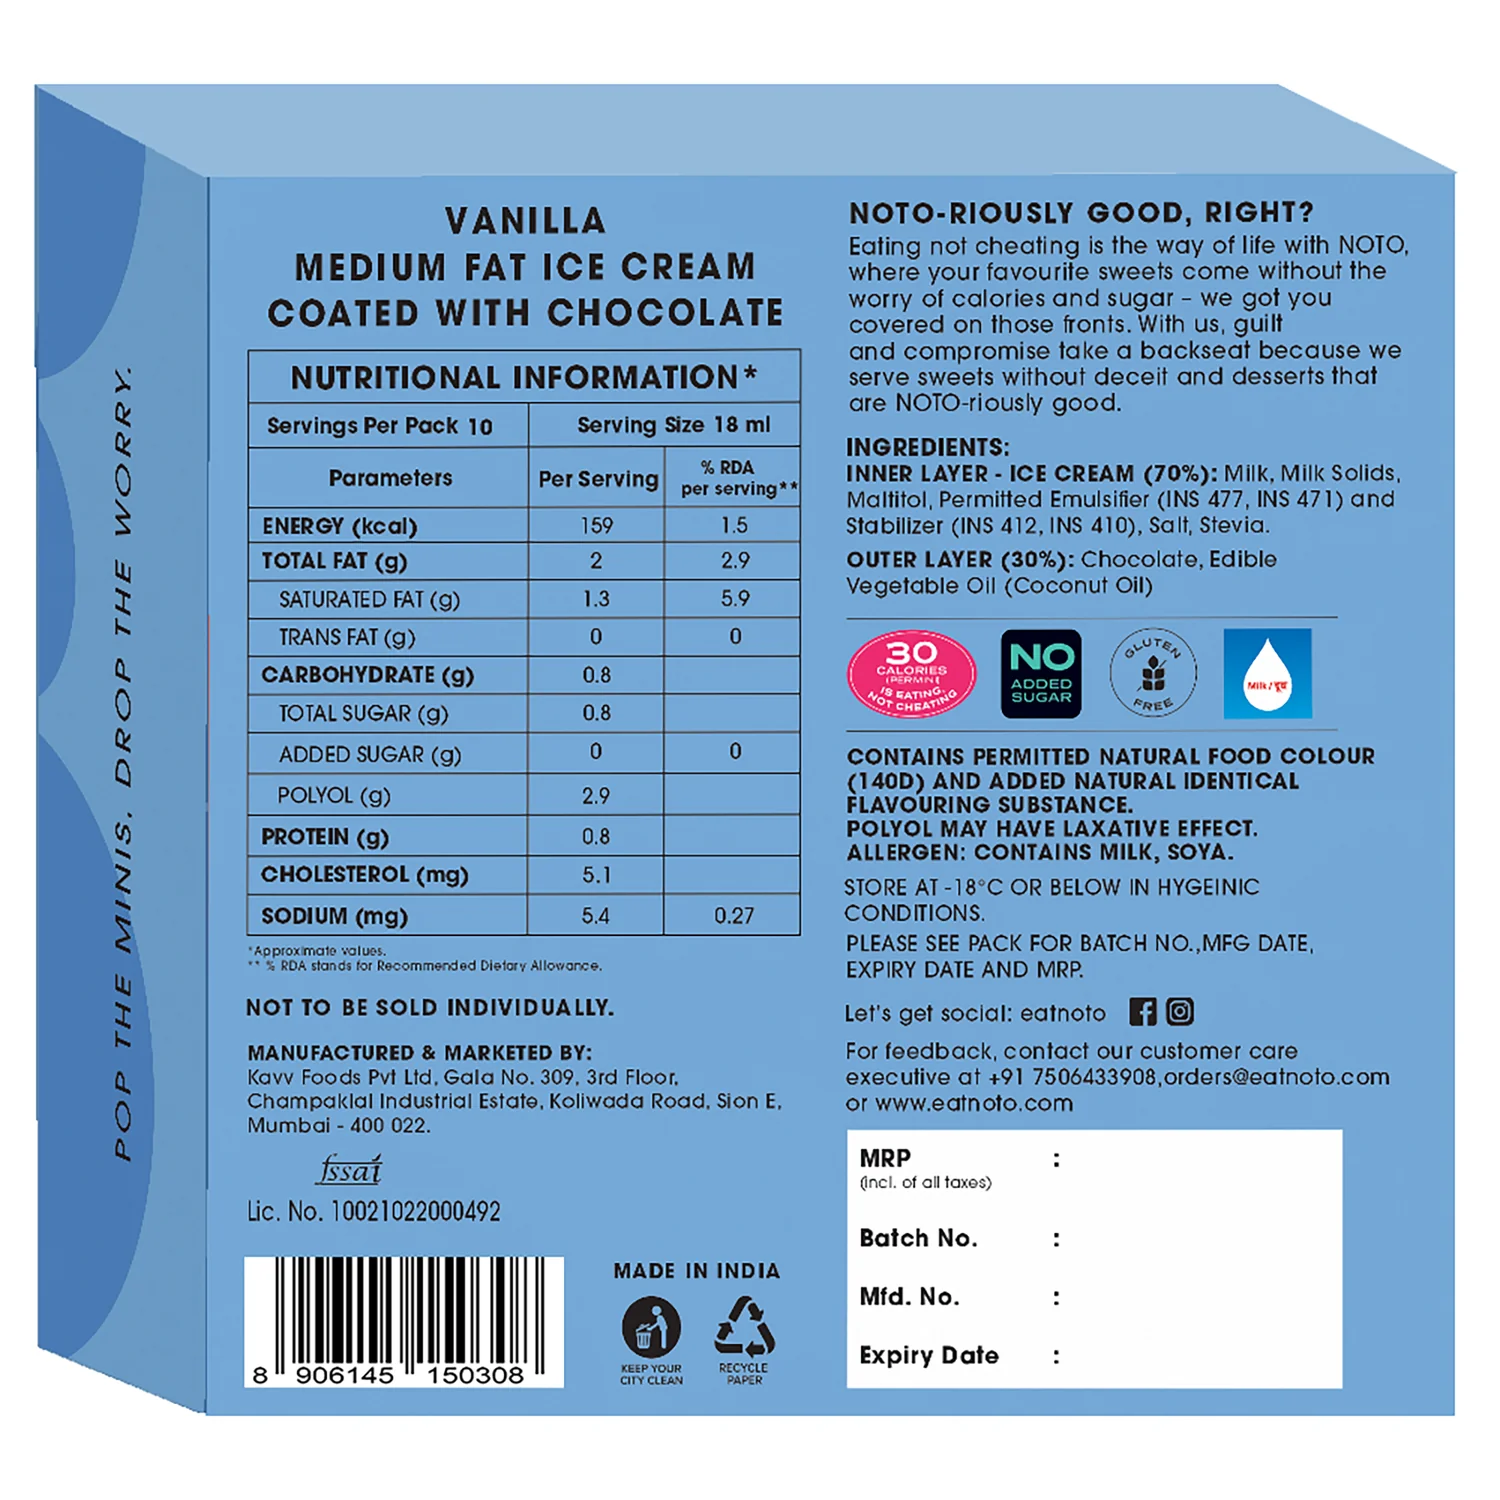 POP THE MINIS, DROP THE WORRY.
VANILLA
MEDIUM FAT ICE CREAM
COATED WITH CHOCOLATE
NUTRITIONAL INFORMATION*
Servings Per Pack 10 Serving Size 18 ml
Parameters Per Serving % RDA per serving**
ENERGY (kcal) 159 1.5
TOTAL FAT (g) 2 2.9
SATURATED FAT (g) 1.3 5.9
TRANS FAT (g) 0 0
CARBOHYDRATE (g) 0.8
TOTAL SUGAR (g) 0.8
ADDED SUGAR (g) 0 0
POLYOL (g) 2.9
PROTEIN (g) 0.8
CHOLESTEROL (mg) 5.1
SODIUM (mg) 5.4 0.27
*Approximate values.
** % RDA stands for Recommended Dietary Allowance.
NOT TO BE SOLD INDIVIDUALLY.
MANUFACTURED & MARKETED BY:
Kavv Foods Pvt Ltd, Gala No. 309, 3rd Floor,
Champaklal Industrial Estate, Koliwada Road, Sion E,
Mumbai - 400 022.
fssai
Lic. No. 10021022000492
8 906145 150308
MADE IN INDIA
KEEP YOUR
CITY CLEAN
RECYCLE
PAPER
NOTO-RIOUSLY GOOD, RIGHT?
Eating not cheating is the way of life with NOTO,
where your favourite sweets come without the
worry of calories and sugar – we got you
covered on those fronts. With us, guilt
and compromise take a backseat because we
serve sweets without deceit and desserts that
are NOTO-riously good.
INGREDIENTS:
INNER LAYER - ICE CREAM (70%): Milk, Milk Solids,
Maltitol, Permitted Emulsifier (INS 477, INS 471) and
Stabilizer (INS 412, INS 410), Salt, Stevia.
OUTER LAYER (30%): Chocolate, Edible
Vegetable Oil (Coconut Oil)
30
CALORIES
(PERMINI
IS EATING,
NOT CHEATING
NO
ADDED
SUGAR
GLUTEN
FREE
Milk / दूध
CONTAINS PERMITTED NATURAL FOOD COLOUR
(140D) AND ADDED NATURAL IDENTICAL
FLAVOURING SUBSTANCE.
POLYOL MAY HAVE LAXATIVE EFFECT.
ALLERGEN: CONTAINS MILK, SOYA.
STORE AT -18°C OR BELOW IN HYGEINIC
CONDITIONS.
PLEASE SEE PACK FOR BATCH NO.,MFG DATE,
EXPIRY DATE AND MRP.
Let's get social: eatnoto
For feedback, contact our customer care
executive at +91 7506433908,orders@eatnoto.com
or www.eatnoto.com
MRP :
(incl. of all taxes)
Batch No. :
Mfd. No. :
Expiry Date :